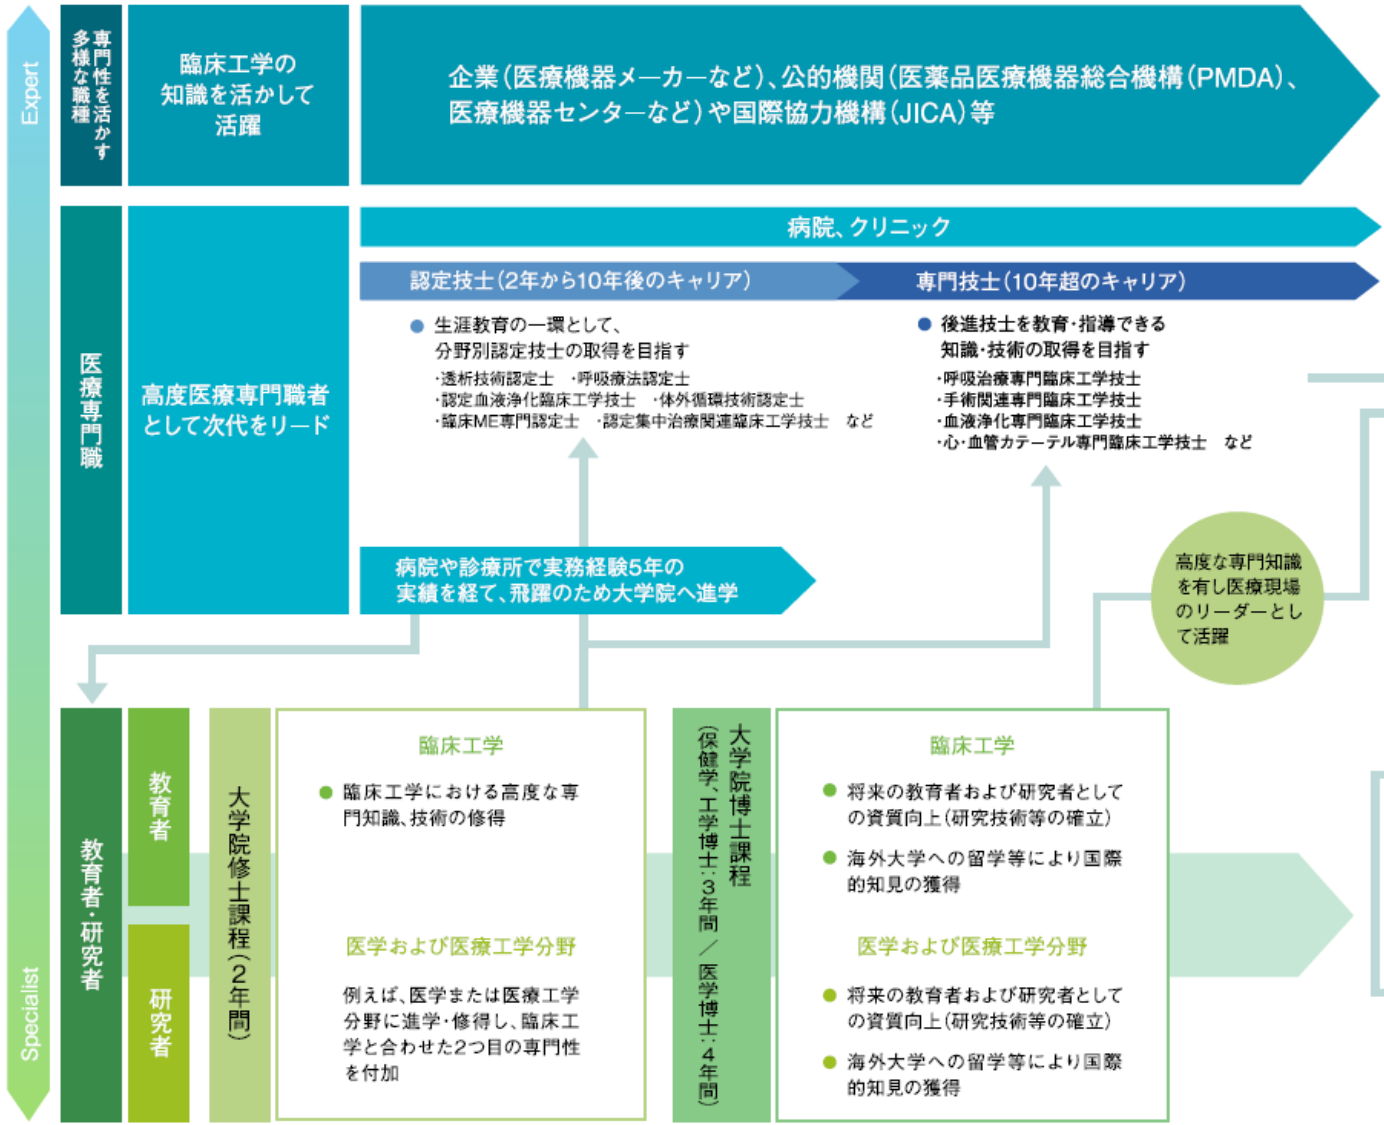 Expert
専門性を活かす
多様な職種
臨床工学の
知識を活かして
活躍
企業（医療機器メーカーなど）、公的機関（医薬品医療機器総合機構（PMDA）、
医療機器センターなど）や国際協力機構（JICA）等
医療専門職
高度医療専門職者
として次代をリード
病院、クリニック
認定技士（2年から10年後のキャリア）
専門技士（10年超のキャリア）
● 生涯教育の一環として、
分野別認定技士の取得を目指す
・透析技術認定士 ・呼吸療法認定士
・認定血液浄化臨床工学技士 ・体外循環技術認定士
・臨床ME専門認定士 ・認定集中治療関連臨床工学技士 など
● 後進技士を教育・指導できる
知識・技術の取得を目指す
・呼吸治療専門臨床工学技士
・手術関連専門臨床工学技士
・血液浄化専門臨床工学技士
・心・血管カテーテル専門臨床工学技士 など
病院や診療所で実務経験5年の
実績を経て、飛躍のため大学院へ進学
高度な専門知識
を有し医療現場
のリーダーとし
て活躍
Specialist
教育者・研究者
教育者
研究者
大学院修士課程（2年間）
臨床工学
● 臨床工学における高度な専
門知識、技術の修得
医学および医療工学分野
例えば、医学または医療工学
分野に進学・修得し、臨床工
学と合わせた2つ目の専門性
を付加
大学院博士課程
（保健学、工学博士：3年間／医学博士：4年間）
臨床工学
● 将来の教育者および研究者として
の資質向上（研究技術等の確立）
● 海外大学への留学等により国際
的知見の獲得
医学および医療工学分野
● 将来の教育者および研究者として
の資質向上（研究技術等の確立）
● 海外大学への留学等により国際
的知見の獲得